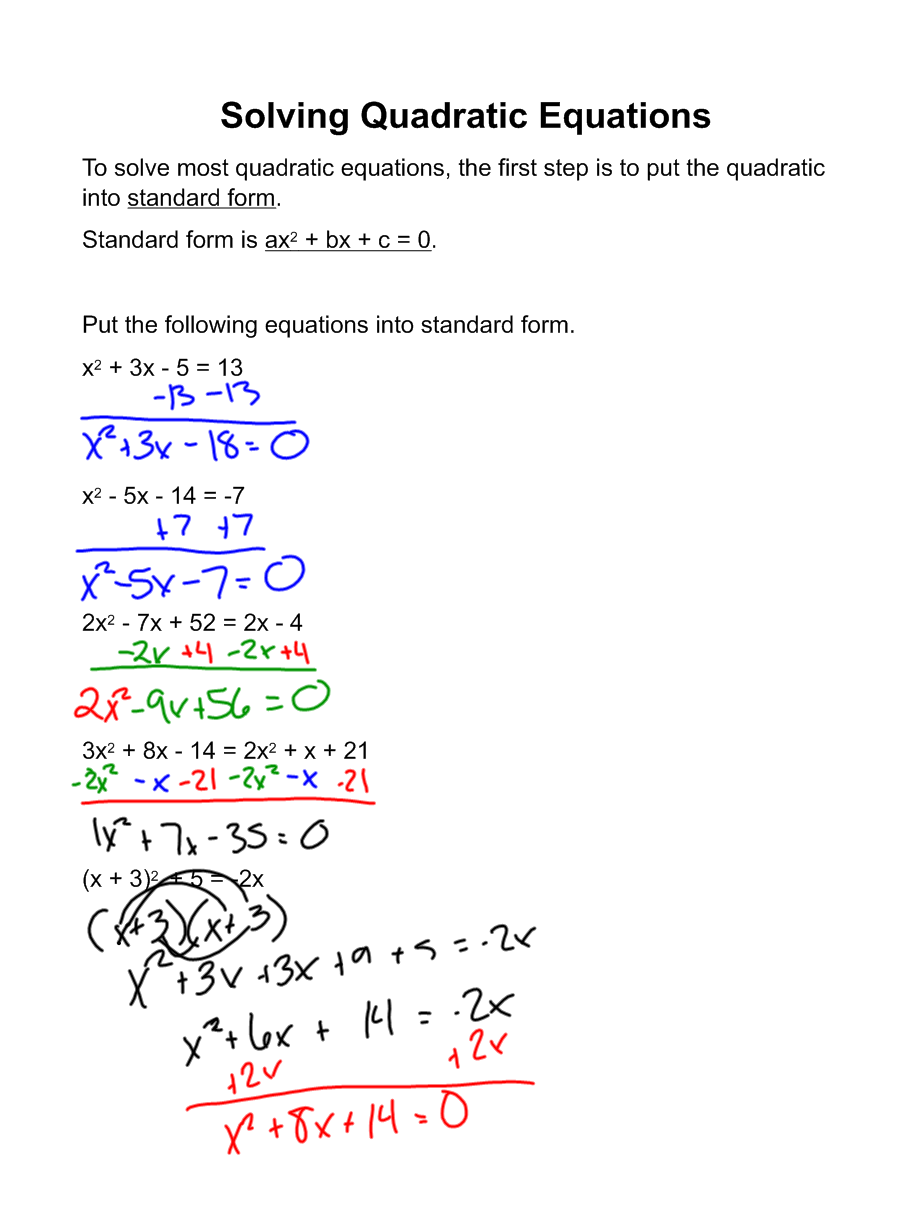 Solving Quadratic Equations
To solve most quadratic equations, the first step is to put the quadratic
into standard form.
Standard form is ax² + bx + c = 0.
Put the following equations into standard form.
x² + 3x - 5 = 13
-13 -13
x² + 3x - 18 = 0
x² - 5x - 14 = -7
+7 +7
x² - 5x - 7 = 0
2x² - 7x + 52 = 2x - 4
-2x +4 -2x +4
2x² - 9x + 56 = 0
3x² + 8x - 14 = 2x² + x + 21
-2x² - x - 21 -2x² - x - 21
1x² + 7x - 35 = 0
(x + 3)² + 5 = -2x
(x+3)(x+3)
x² + 3x + 3x + 9 + 5 = -2x
x² + 6x + 14 = -2x
+2x +2x
x² + 8x + 14 = 0